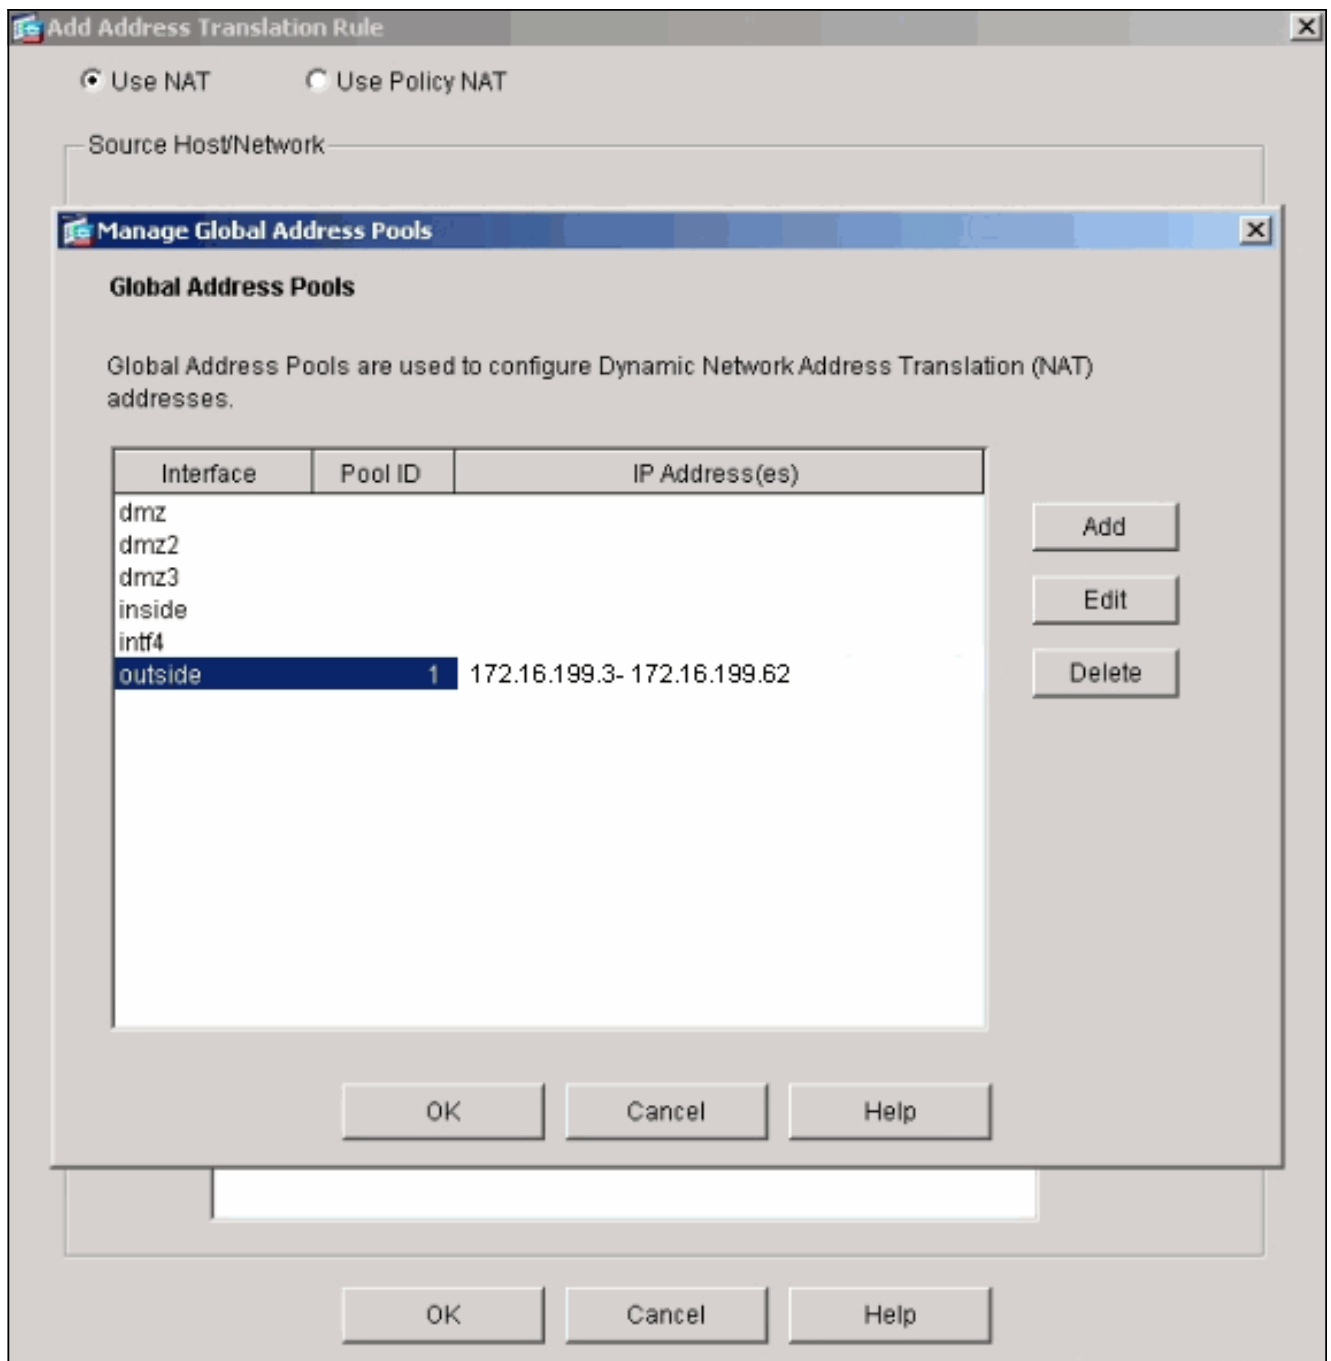 Add Address Translation Rule
Use NAT Use Policy NAT
Source Host/Network
Manage Global Address Pools
Global Address Pools
Global Address Pools are used to configure Dynamic Network Address Translation (NAT)
addresses.
Interface Pool ID IP Address(es)
dmz
dmz2
dmz3
inside
intf4
outside 1 172.16.199.3- 172.16.199.62
Add
Edit
Delete
OK Cancel Help
OK Cancel Help